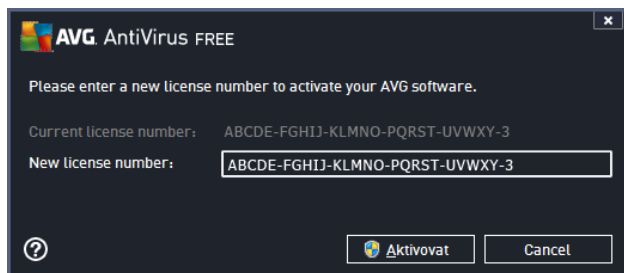 AVG. AntiVirus FREE
Please enter a new license number to activate your AVG software.
Current license number: ABCDE-FGHIJ-KLMNO-PQRST-UVWXY-3
New license number: ABCDE-FGHIJ-KLMNO-PQRST-UVWXY-3
Aktivovat Cancel